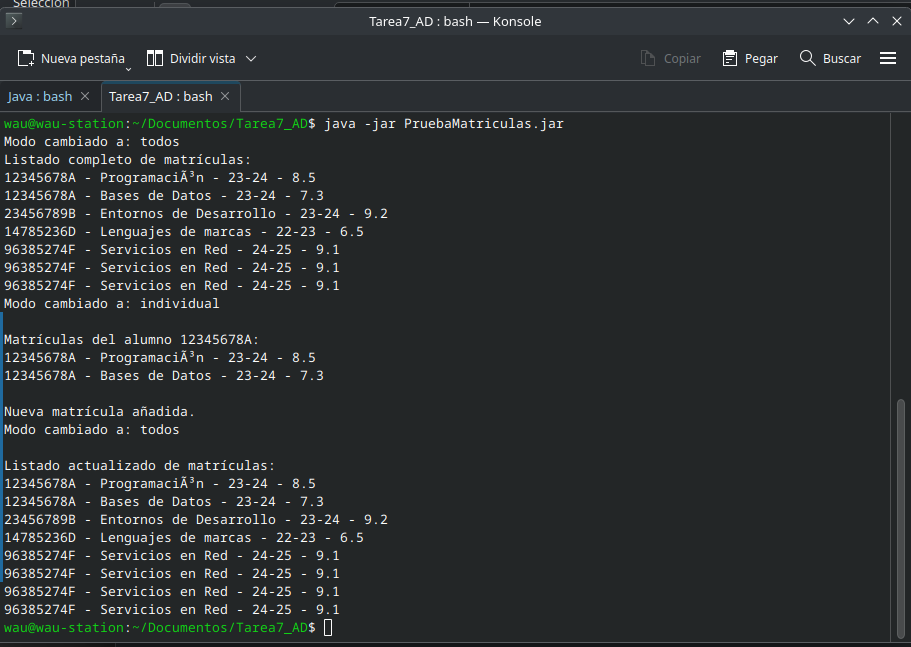 Selección
Tarea7_AD : bash — Konsole
Nueva pestaña
Dividir vista
Copiar
Pegar
Buscar
Java : bash
Tarea7_AD : bash
wau@wau-station:~/Documentos/Tarea7_AD$ java -jar PruebaMatriculas.jar
Modo cambiado a: todos
Listado completo de matrículas:
12345678A - ProgramaciÃ³n - 23-24 - 8.5
12345678A - Bases de Datos - 23-24 - 7.3
23456789B - Entornos de Desarrollo - 23-24 - 9.2
14785236D - Lenguajes de marcas - 22-23 - 6.5
96385274F - Servicios en Red - 24-25 - 9.1
96385274F - Servicios en Red - 24-25 - 9.1
96385274F - Servicios en Red - 24-25 - 9.1
Modo cambiado a: individual
Matrículas del alumno 12345678A:
12345678A - ProgramaciÃ³n - 23-24 - 8.5
12345678A - Bases de Datos - 23-24 - 7.3
Nueva matrícula añadida.
Modo cambiado a: todos
Listado actualizado de matrículas:
12345678A - ProgramaciÃ³n - 23-24 - 8.5
12345678A - Bases de Datos - 23-24 - 7.3
23456789B - Entornos de Desarrollo - 23-24 - 9.2
14785236D - Lenguajes de marcas - 22-23 - 6.5
96385274F - Servicios en Red - 24-25 - 9.1
96385274F - Servicios en Red - 24-25 - 9.1
96385274F - Servicios en Red - 24-25 - 9.1
96385274F - Servicios en Red - 24-25 - 9.1
wau@wau-station:~/Documentos/Tarea7_AD$